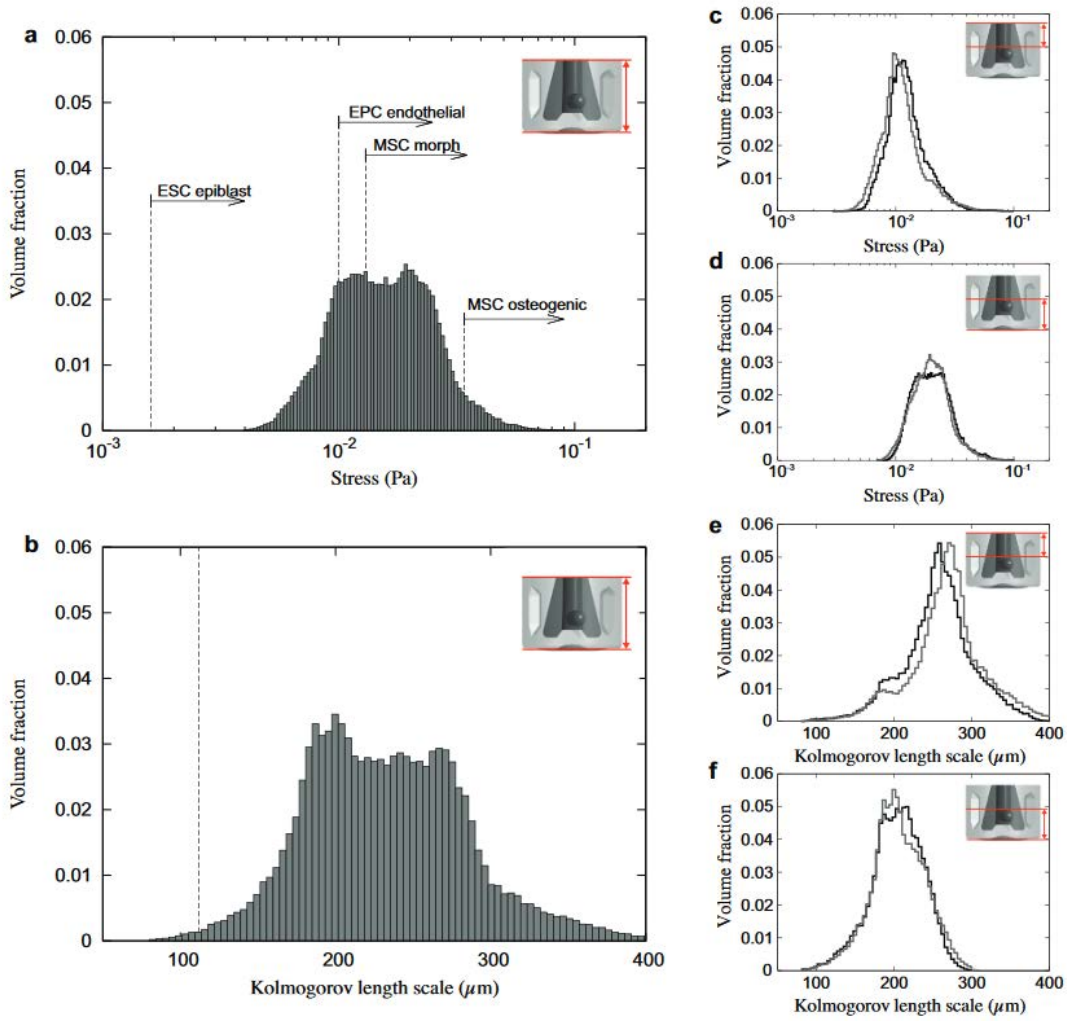 a
0.06
0.05
0.04
0.03
0.02
0.01
0
Volume fraction
EPC endothelial
MSC morph
ESC epiblast
MSC osteogenic
10-3
10-2
10-1
Stress (Pa)
b
0.06
0.05
0.04
0.03
0.02
0.01
0
Volume fraction
100
200
300
400
Kolmogorov length scale (μm)
c
0.06
0.05
0.04
0.03
0.02
0.01
0
Volume fraction
10-3
10-2
10-1
Stress (Pa)
d
0.06
0.05
0.04
0.03
0.02
0.01
0
Volume fraction
10-3
10-2
10-1
Stress (Pa)
e
0.06
0.05
0.04
0.03
0.02
0.01
0
Volume fraction
100
200
300
400
Kolmogorov length scale (μm)
f
0.06
0.05
0.04
0.03
0.02
0.01
0
Volume fraction
100
200
300
400
Kolmogorov length scale (μm)